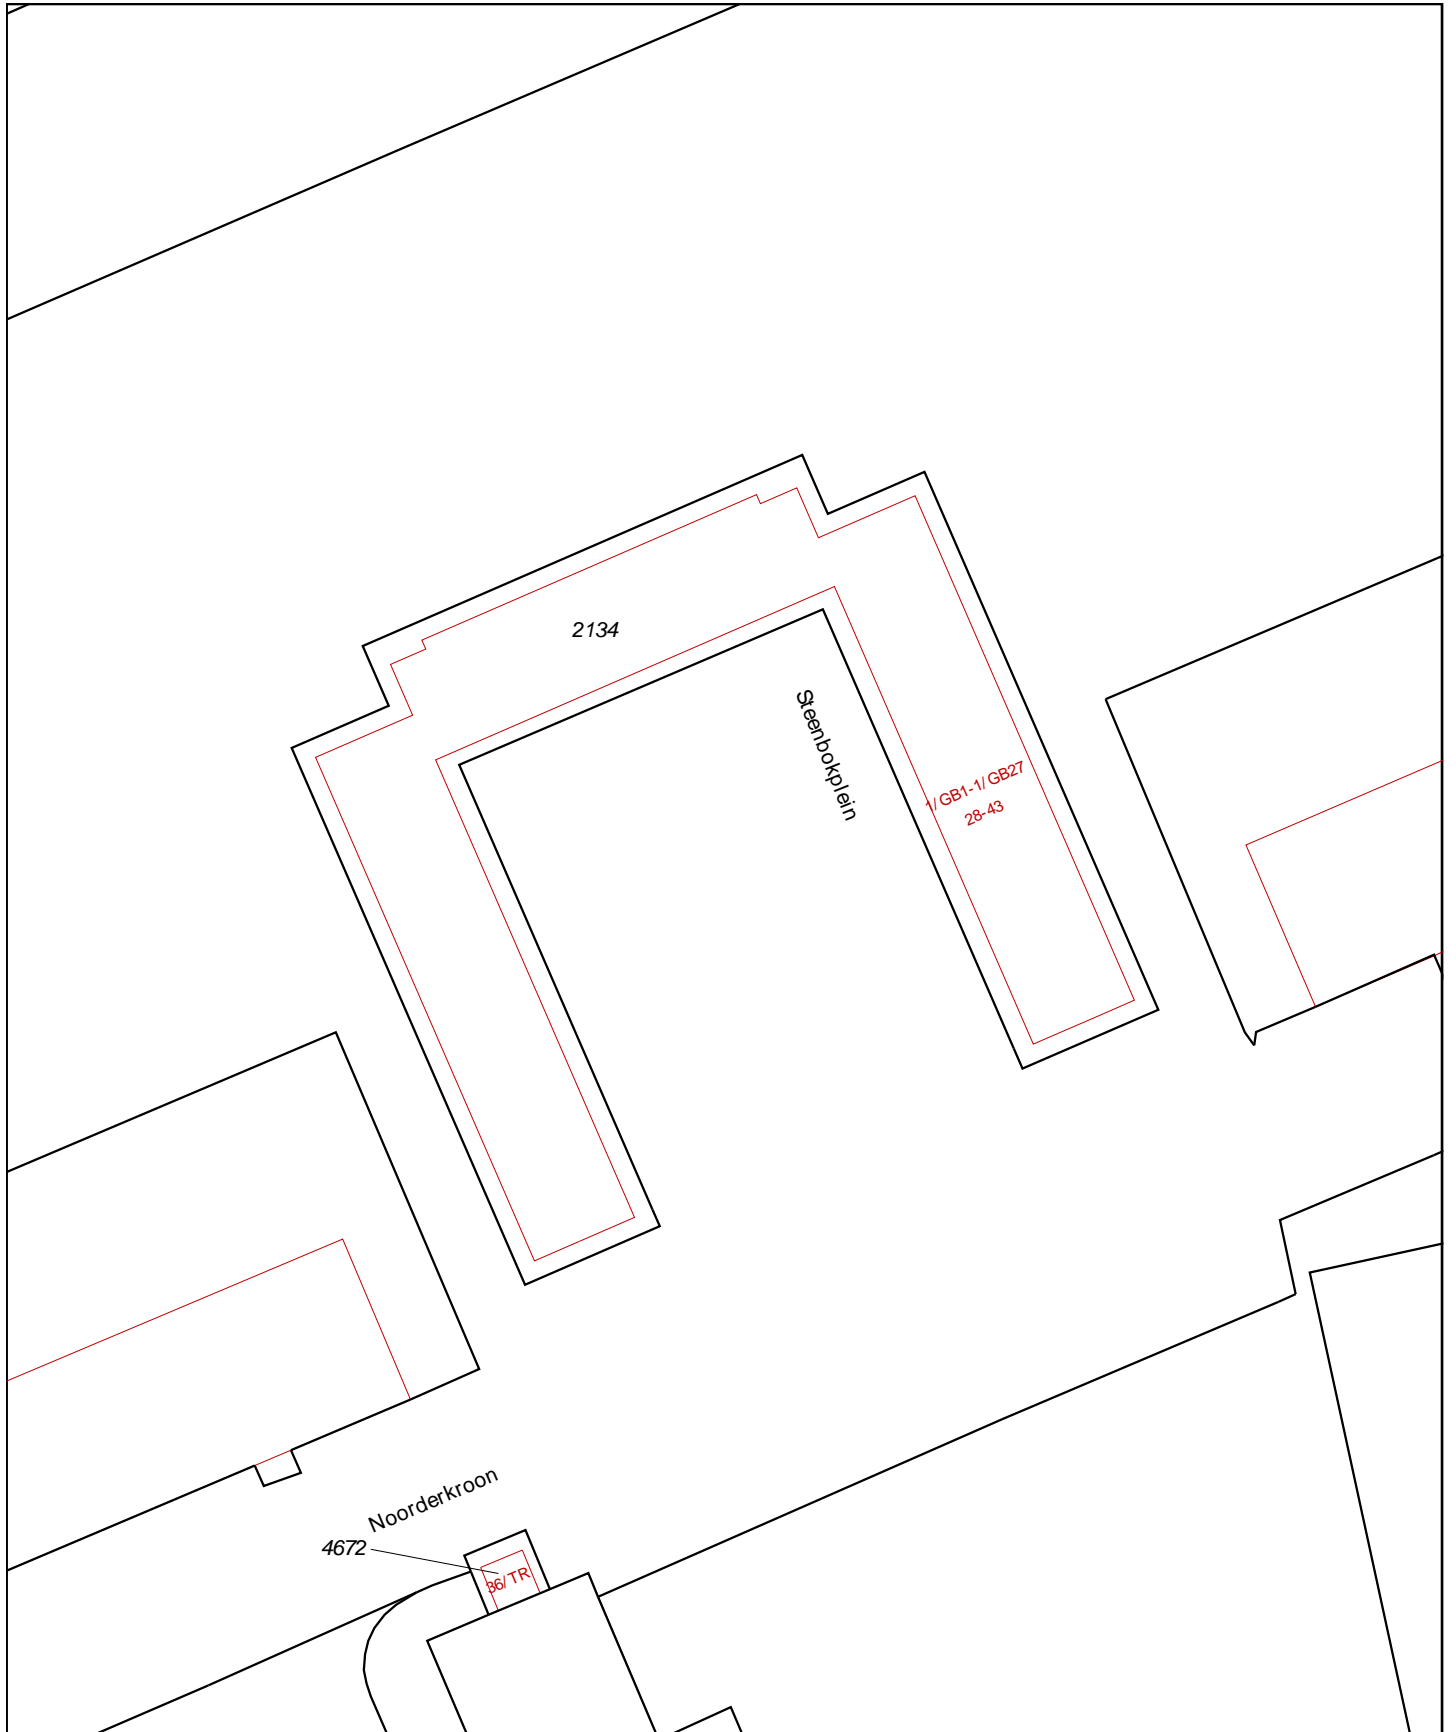 2134
Steenbokplein
1/GB1-1/GB27
28-43
Noorderkroon
4672
36/TR